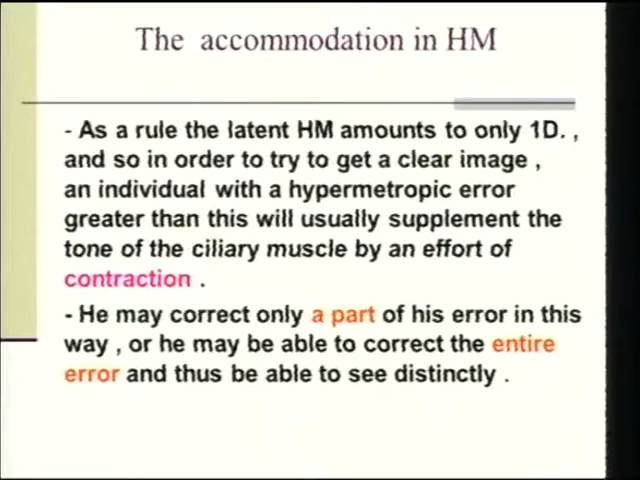 The accommodation in HM
- As a rule the latent HM amounts to only 1D. ,
and so in order to try to get a clear image ,
an individual with a hypermetropic error
greater than this will usually supplement the
tone of the ciliary muscle by an effort of
contraction .
- He may correct only a part of his error in this
way , or he may be able to correct the entire
error and thus be able to see distinctly .